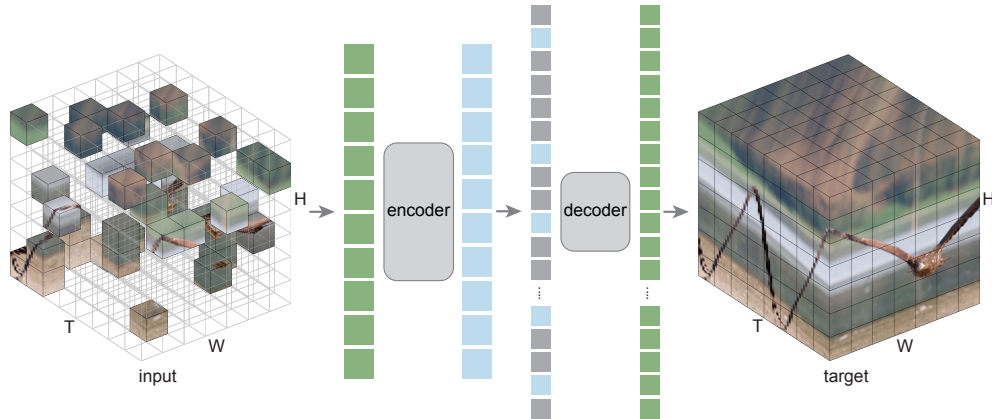 H
T
W
input
encoder
decoder
H
T
W
target